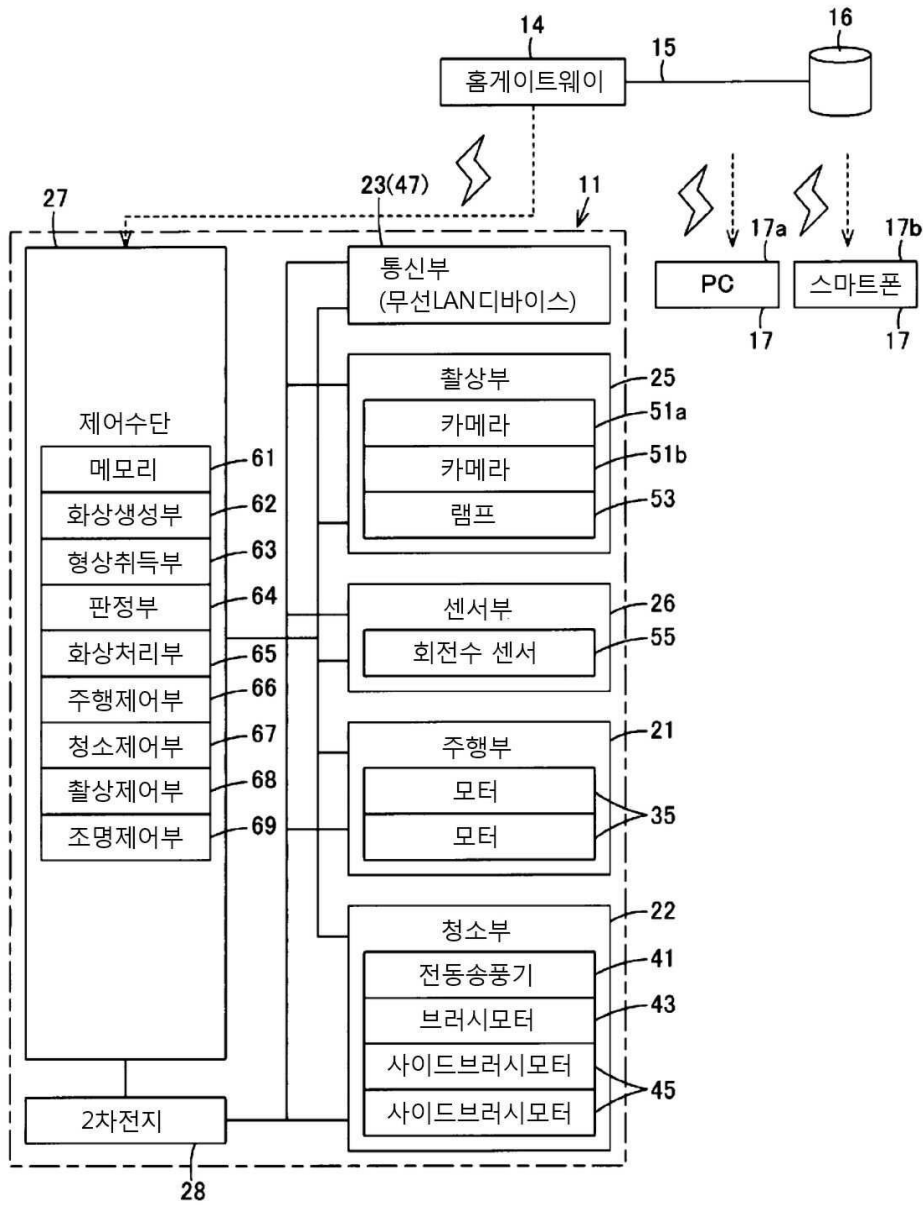 14
홈게이트웨이
15
16
27
23(47)
11
통신부
(무선LAN디바이스)
17a
PC
17
17b
스마트폰
17
촬상부
25
카메라
51a
카메라
51b
램프
53
제어수단
메모리
61
화상생성부
62
형상취득부
63
판정부
64
화상처리부
65
주행제어부
66
청소제어부
67
촬상제어부
68
조명제어부
69
센서부
26
회전수 센서
55
주행부
21
모터
모터
35
청소부
22
전동송풍기
41
브러시모터
43
사이드브러시모터
사이드브러시모터
45
2차전지
28